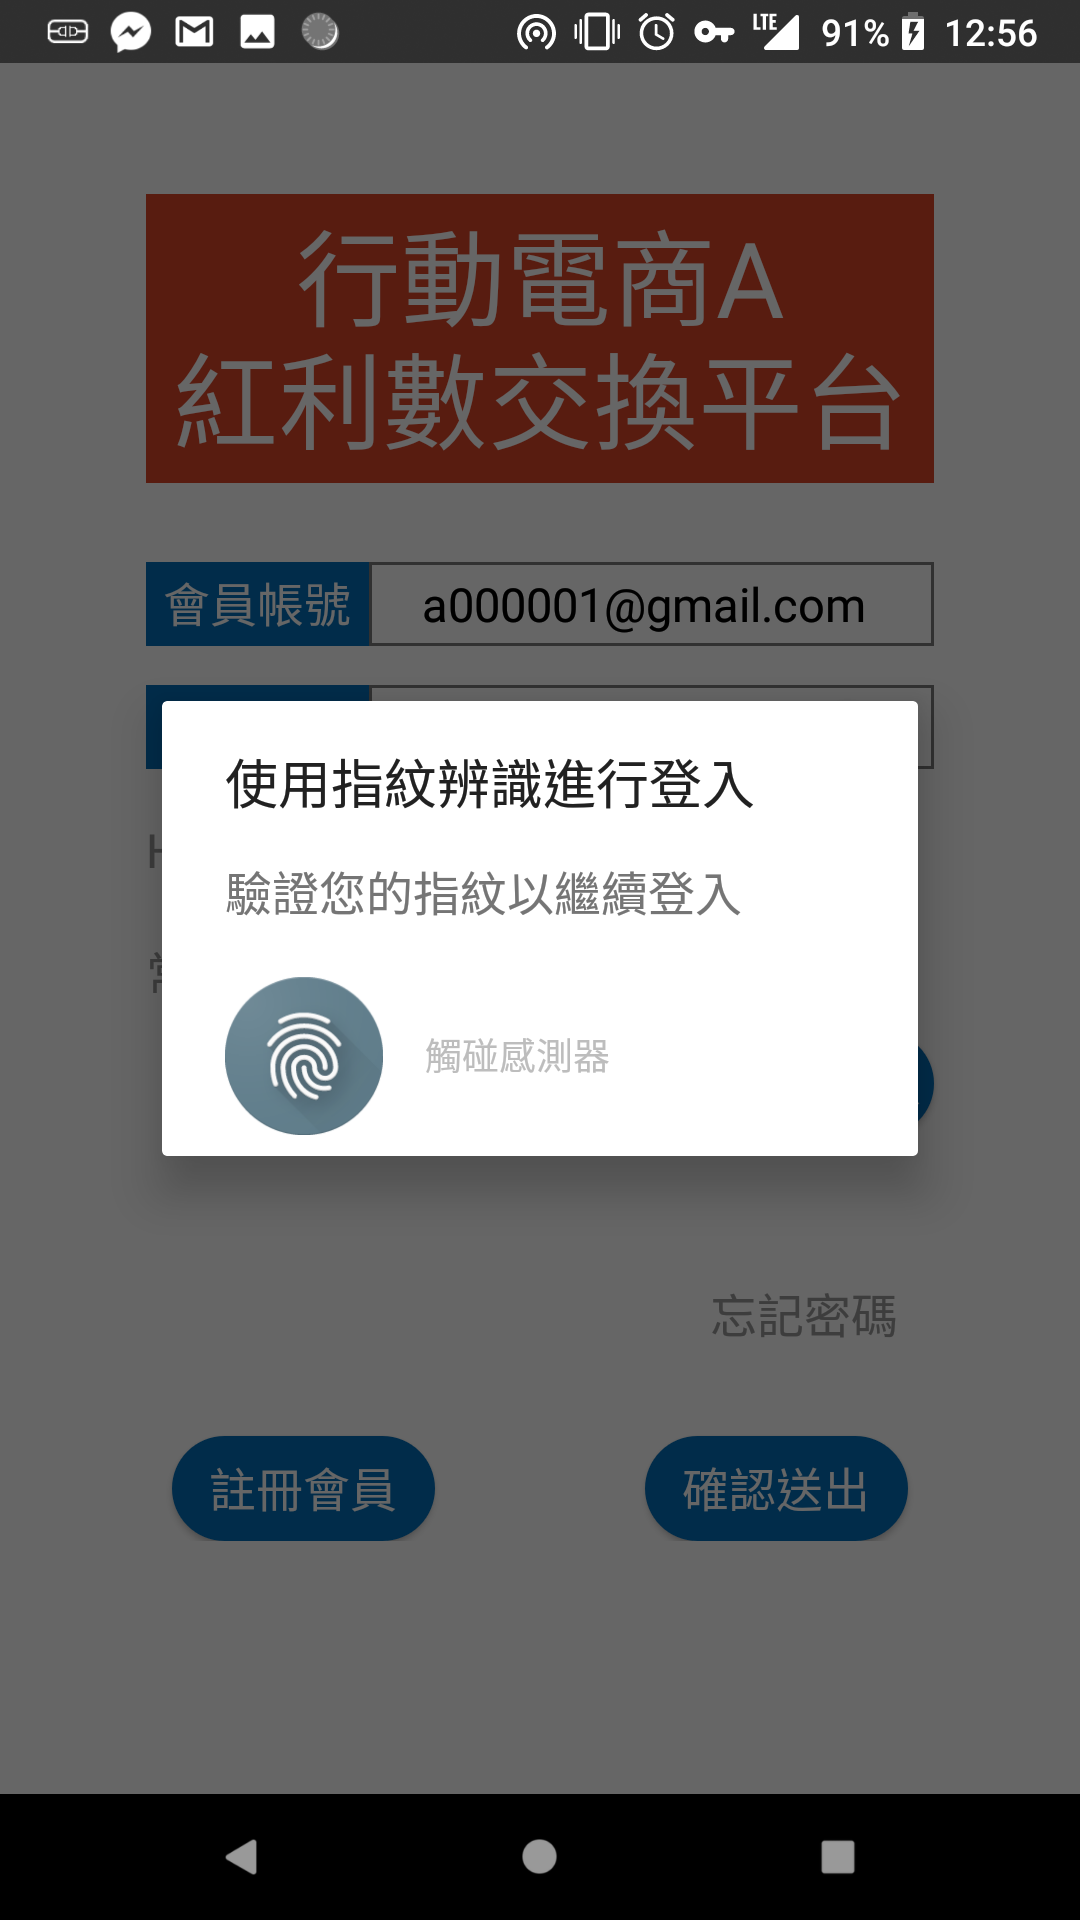 LTE 91% 12:56
行動電商A
紅利數交換平台
會員帳號 a000001@gmail.com
使用指紋辨識進行登入
驗證您的指紋以繼續登入
觸碰感測器
忘記密碼
註冊會員 確認送出